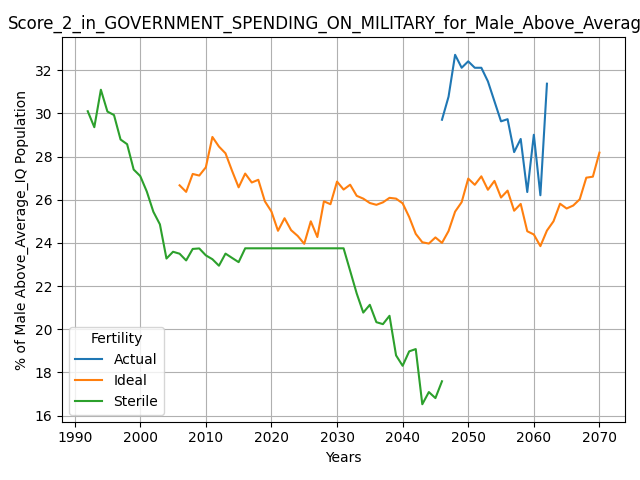 Score_2_in_GOVERNMENT_SPENDING_ON_MILITARY_for_Male_Above_Averag
% of Male Above_Average_IQ Population
32
30
28
26
24
22
20
18
16
Fertility
Actual
Ideal
Sterile
1990 2000 2010 2020 2030 2040 2050 2060 2070
Years